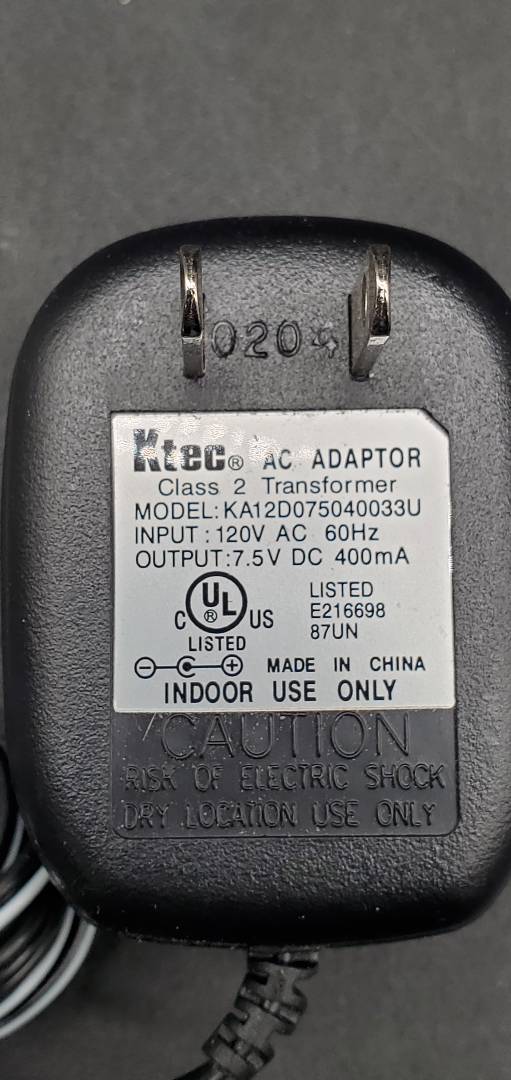 0204
Ktec® AC ADAPTOR
Class 2 Transformer
MODEL:KA12D075040033U
INPUT:120V AC 60Hz
OUTPUT:7.5V DC 400mA
C UL® US
LISTED
LISTED
E216698
87UN
MADE IN CHINA
INDOOR USE ONLY
CAUTION
RISK OF ELECTRIC SHOCK
DRY LOCATION USE ONLY